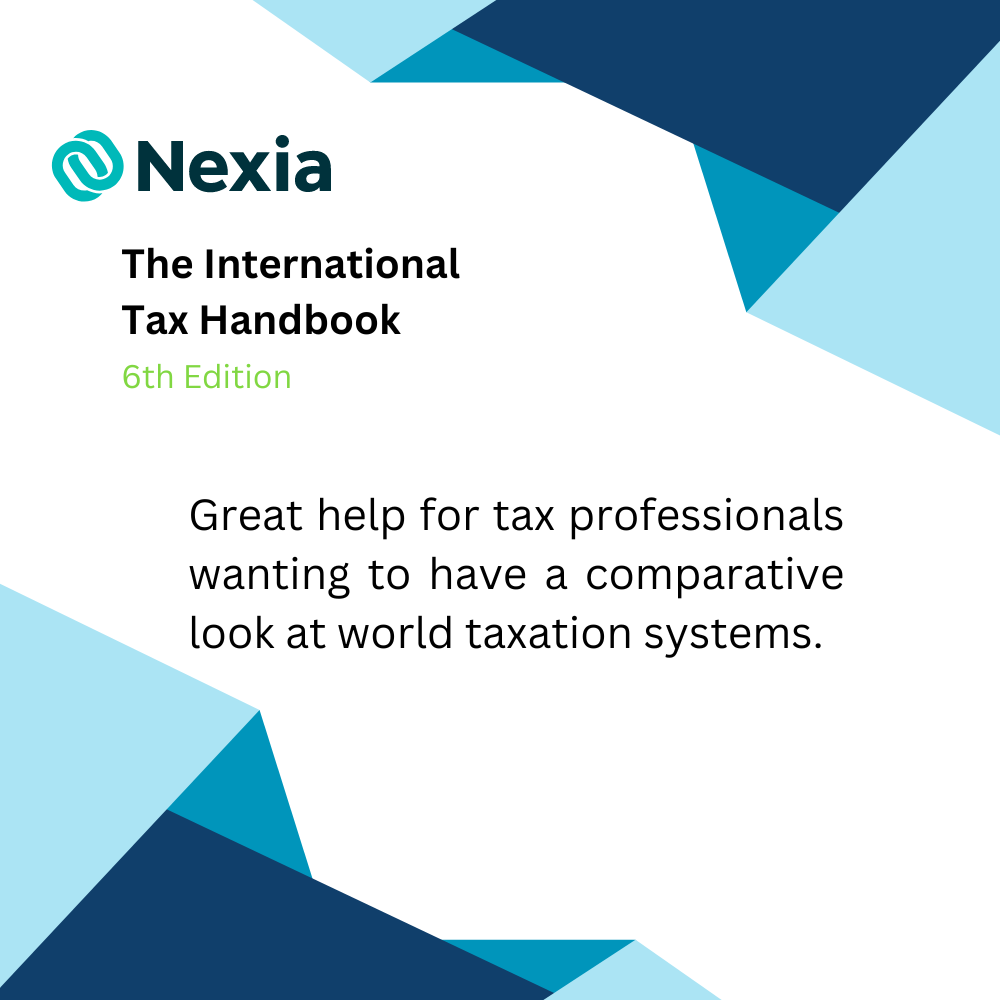 Nexia
The International
Tax Handbook
6th Edition
Great help for tax professionals
wanting to have a comparative
look at world taxation systems.